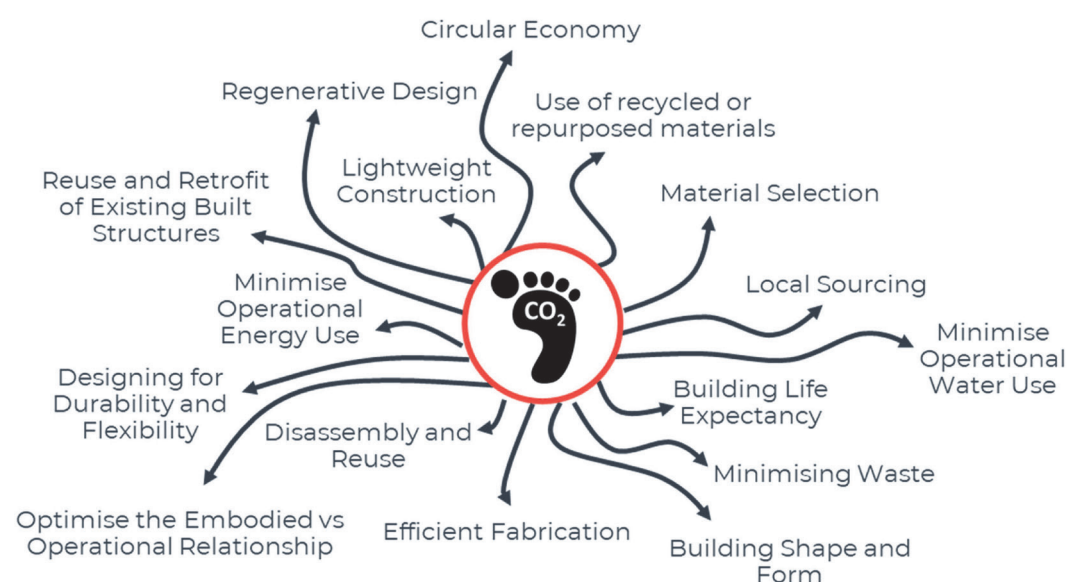 Circular Economy
Regenerative Design
Use of recycled or
repurposed materials
Lightweight
Construction
Reuse and Retrofit
of Existing Built
Structures
Material Selection
Minimise
Operational
Energy Use
CO2
Local Sourcing
Minimise
Operational
Water Use
Designing for
Durability and
Flexibility
Building Life
Expectancy
Disassembly and
Reuse
Minimising Waste
Optimise the Embodied vs
Operational Relationship
Efficient Fabrication
Building Shape and
Form